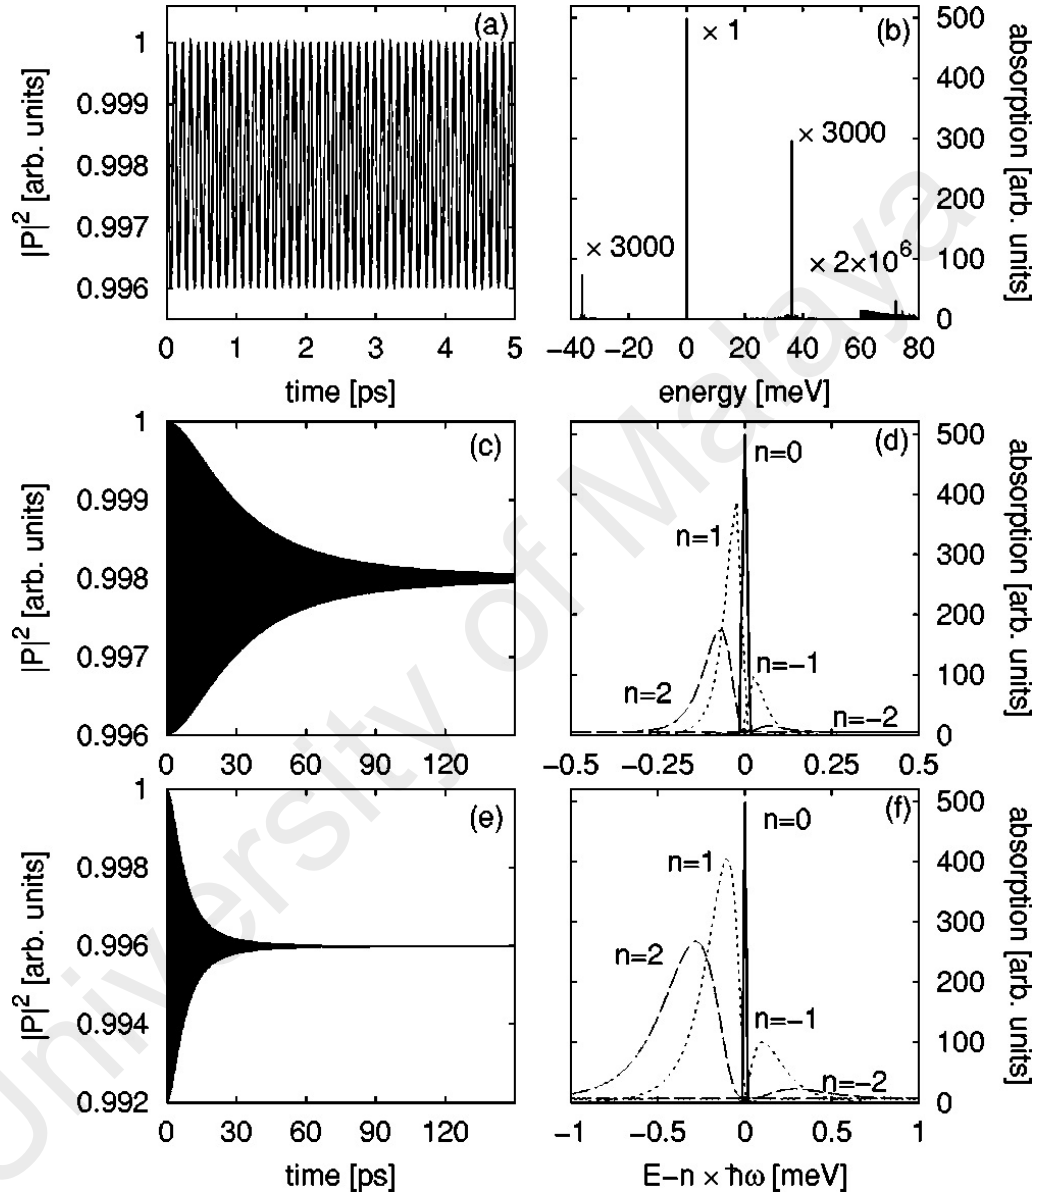 (a)
|P|² [arb. units]
1
0.999
0.998
0.997
0.996
0 1 2 3 4 5
time [ps]
(b)
× 1
× 3000
× 3000
× 2×10⁶
500
400
300
200
100
0
absorption [arb. units]
−40 −20 0 20 40 60 80
energy [meV]
(c)
|P|² [arb. units]
1
0.999
0.998
0.997
0.996
0 30 60 90 120
(d)
n=0
n=1
n=−1
n=2
n=−2
500
400
300
200
100
0
absorption [arb. units]
−0.5 −0.25 0 0.25 0.5
(e)
|P|² [arb. units]
1
0.998
0.996
0.994
0.992
0 30 60 90 120
time [ps]
(f)
n=0
n=1
n=2
n=−1
n=−2
500
400
300
200
100
0
absorption [arb. units]
−1 −0.5 0 0.5 1
E−n × ħω [meV]
University of Malaya